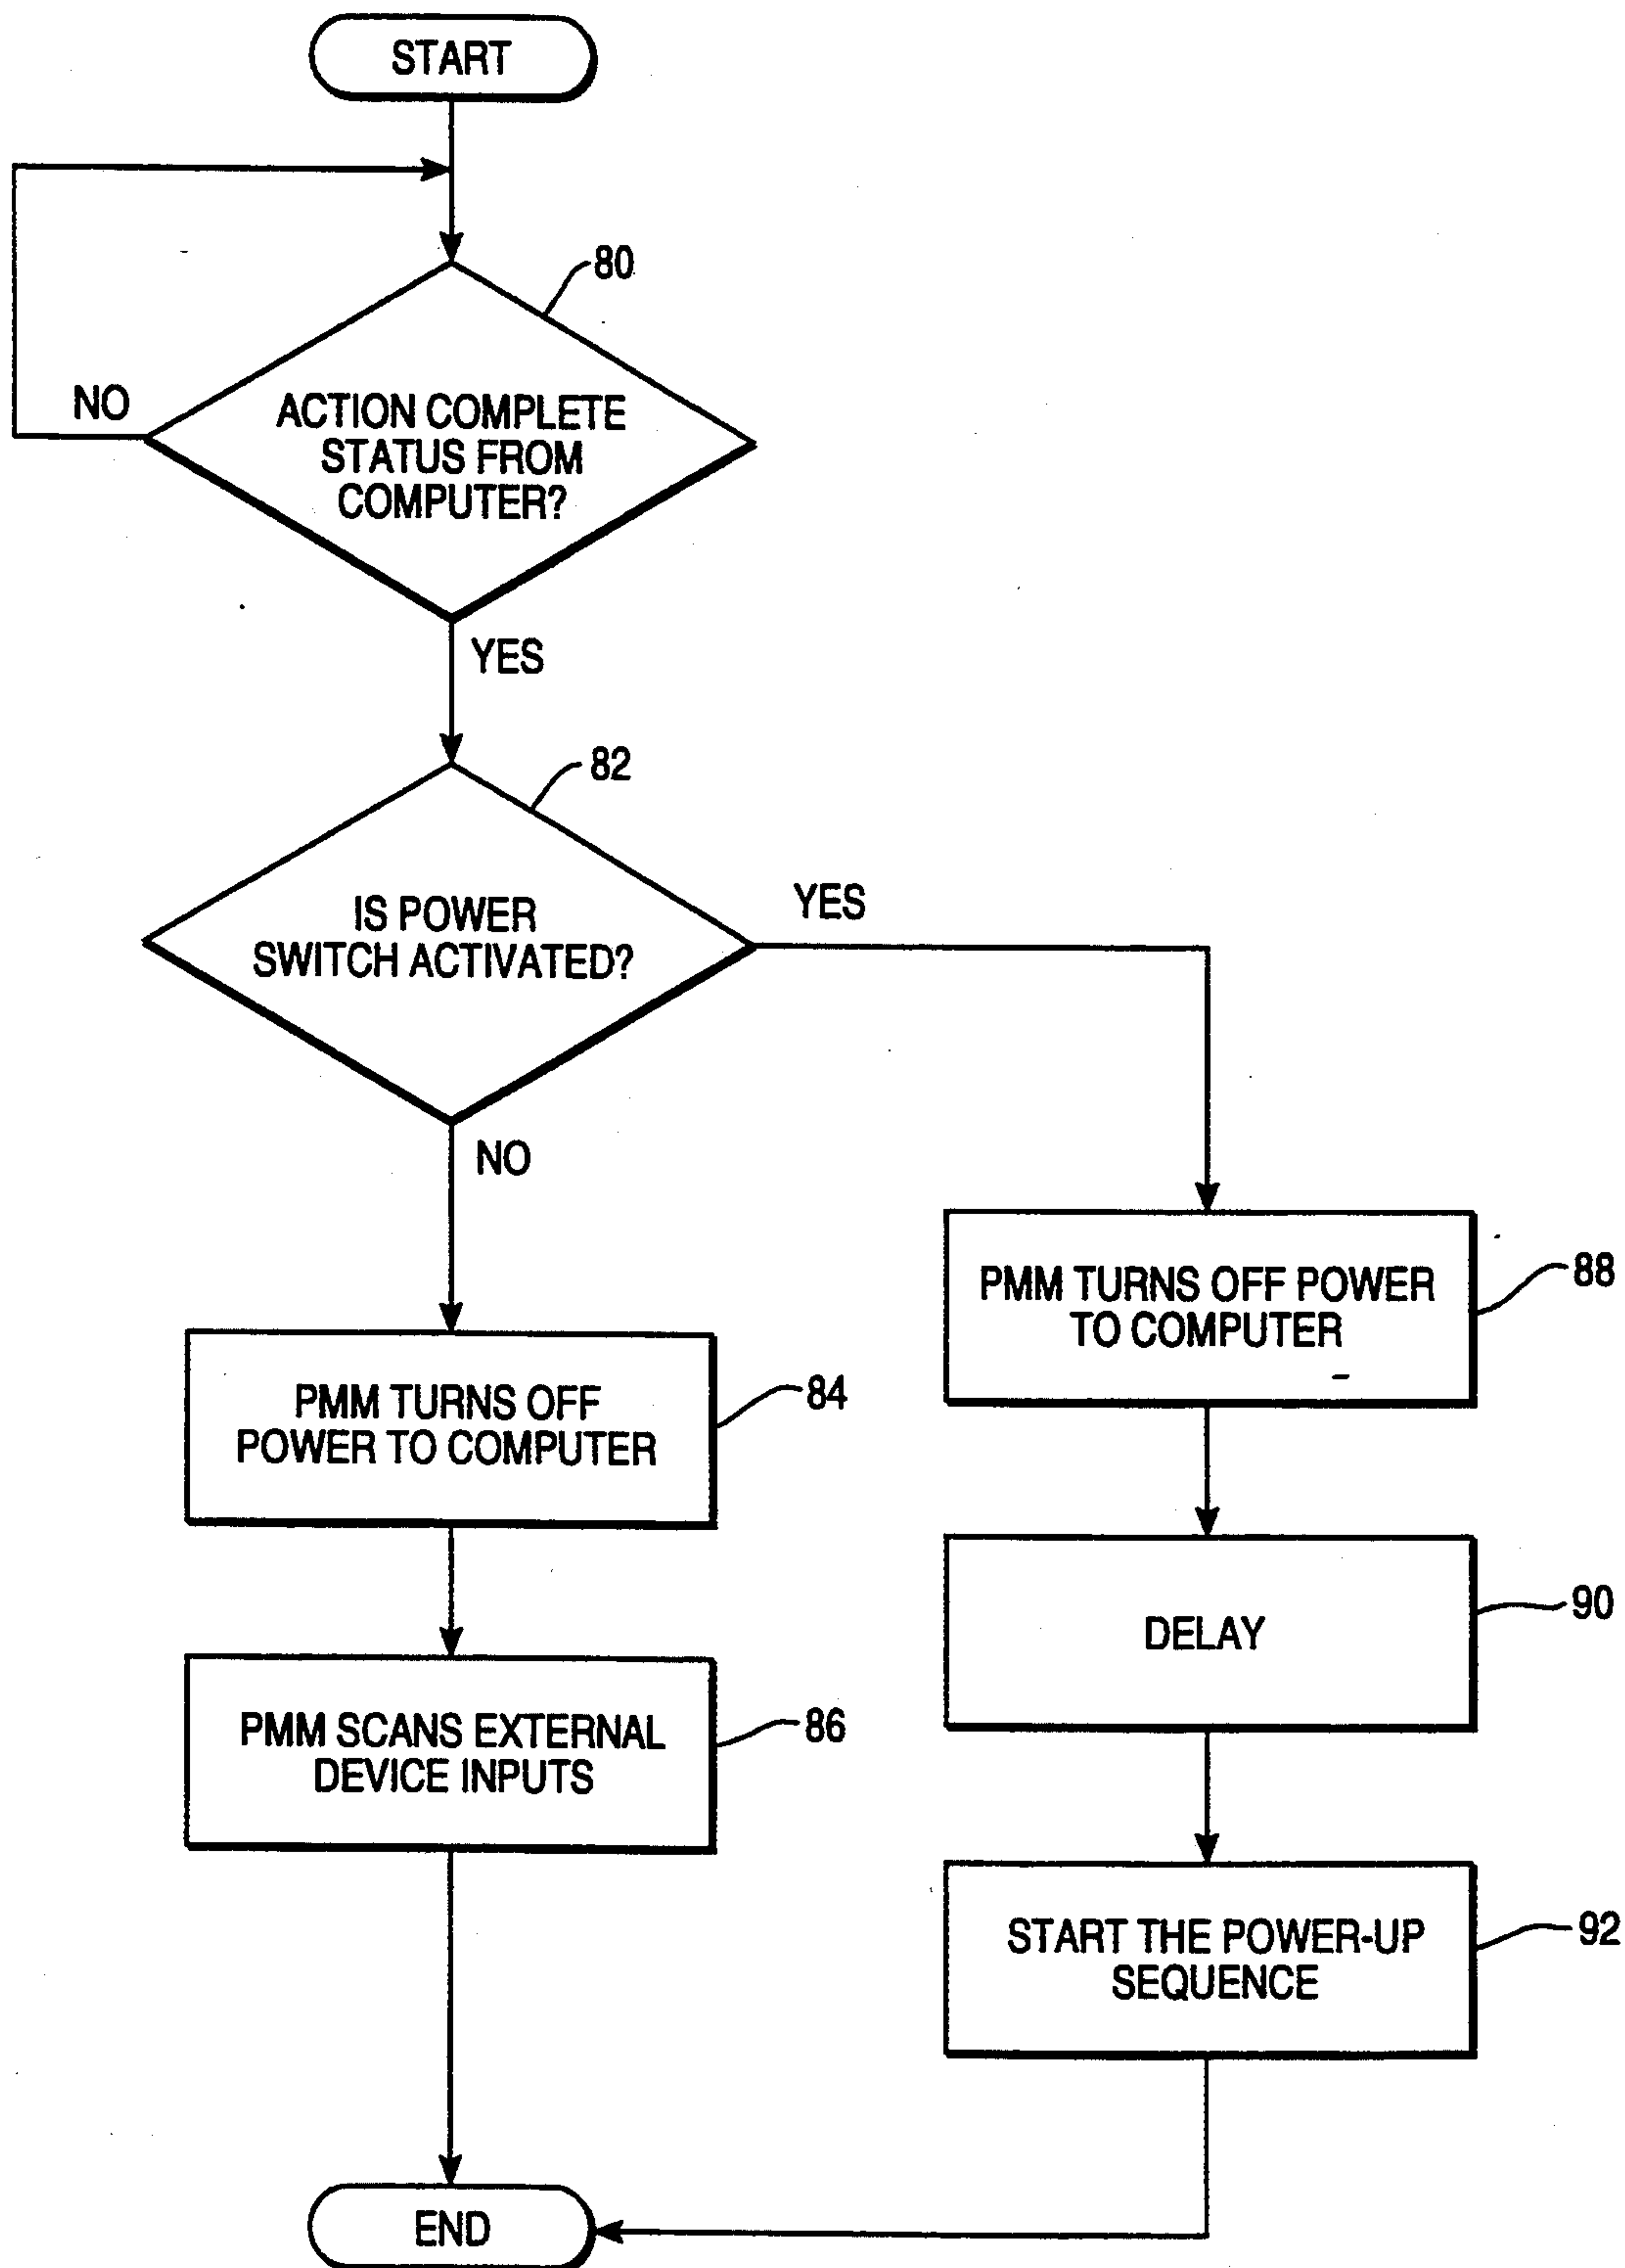 START
80
NO
ACTION COMPLETE
STATUS FROM
COMPUTER?
YES
82
IS POWER
SWITCH ACTIVATED?
YES
NO
PMM TURNS OFF POWER
TO COMPUTER
88
PMM TURNS OFF
POWER TO COMPUTER
84
DELAY
90
PMM SCANS EXTERNAL
DEVICE INPUTS
86
START THE POWER-UP
SEQUENCE
92
END